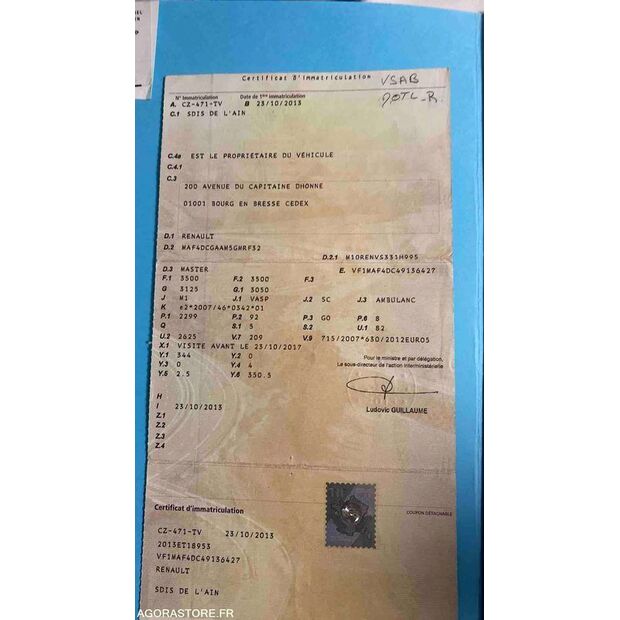 Certificat d'immatriculation
VSAB
N° Immatriculation Date de 1ère immatriculation
A. CZ-471-TV B 23/10/2013
C.1 SDIS DE L'AIN
C.4a EST LE PROPRIÉTAIRE DU VÉHICULE
C.4.1
C.3
200 AVENUE DU CAPITAINE DHONNE
01001 BOURG EN BRESSE CEDEX
D.1 RENAULT
D.2 MAF4DCGAAM5GMRF32
D.2.1 M10RENVS331H995
D.3 MASTER E. VF1MAF4DC49136427
F.1 3500 F.2 3500 F.3
G 3125 G.1 3050
J M1 J.1 VASP J.2 SC J.3 AMBULANC
K e2*2007/46*0342*01
P.1 2299 P.2 92 P.3 GO P.6 8
Q S.1 5 S.2 U.1 82
U.2 2625 V.7 209 V.9 715/2007*630/2012EURO5
X.1 VISITE AVANT LE 23/10/2017
Y.1 344 Y.2 0
Y.3 0 Y.4 4
Y.5 2.5 Y.6 350.5
Pour le ministre et par délégation,
Le sous-directeur de l'action interministérielle
Ludovic GUILLAUME
H
I 23/10/2013
Z.1
Z.2
Z.3
Z.4
Certificat d'immatriculation
COUPON DÉTACHABLE
CZ-471-TV 23/10/2013
2013ET18953
VF1MAF4DC49136427
RENAULT
SDIS DE L'AIN
AGORASTORE.FR